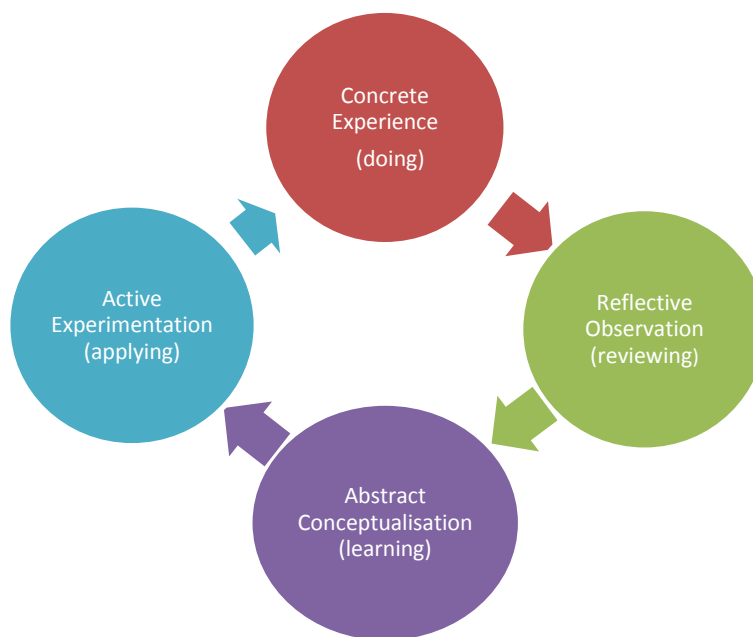 Concrete
Experience
(doing)
Reflective
Observation
(reviewing)
Abstract
Conceptualisation
(learning)
Active
Experimentation
(applying)